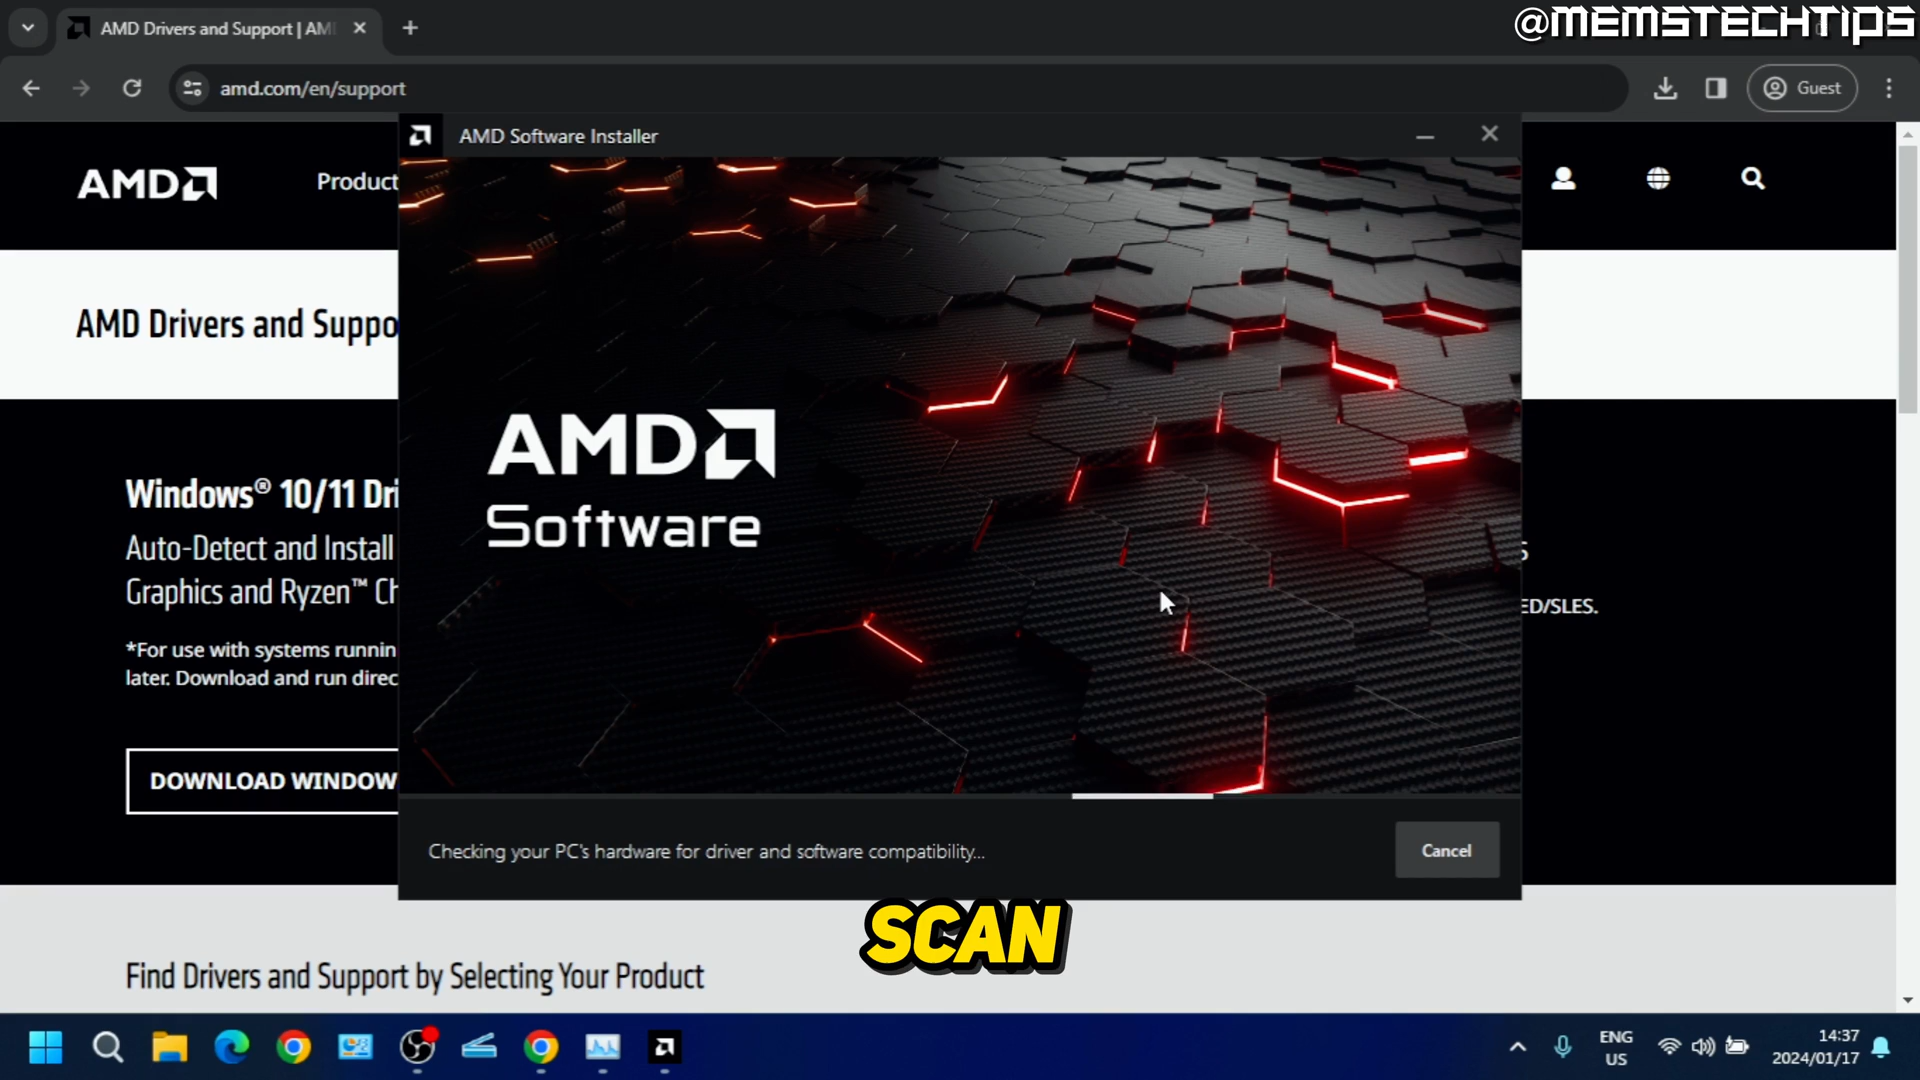 AMD Drivers and Support | AM
@MEMSTECHTIPS
amd.com/en/support
Guest
AMD Software Installer
AMD
Product
AMD Drivers and Suppo
AMD
Software
Windows® 10/11 Dri
Auto-Detect and Install
Graphics and Ryzen™ Ch
*For use with systems runnin
later. Download and run direc
S
ED/SLES.
DOWNLOAD WINDOW
Checking your PC's hardware for driver and software compatibility...
Cancel
SCAN
Find Drivers and Support by Selecting Your Product
ENG
US
14:37
2024/01/17